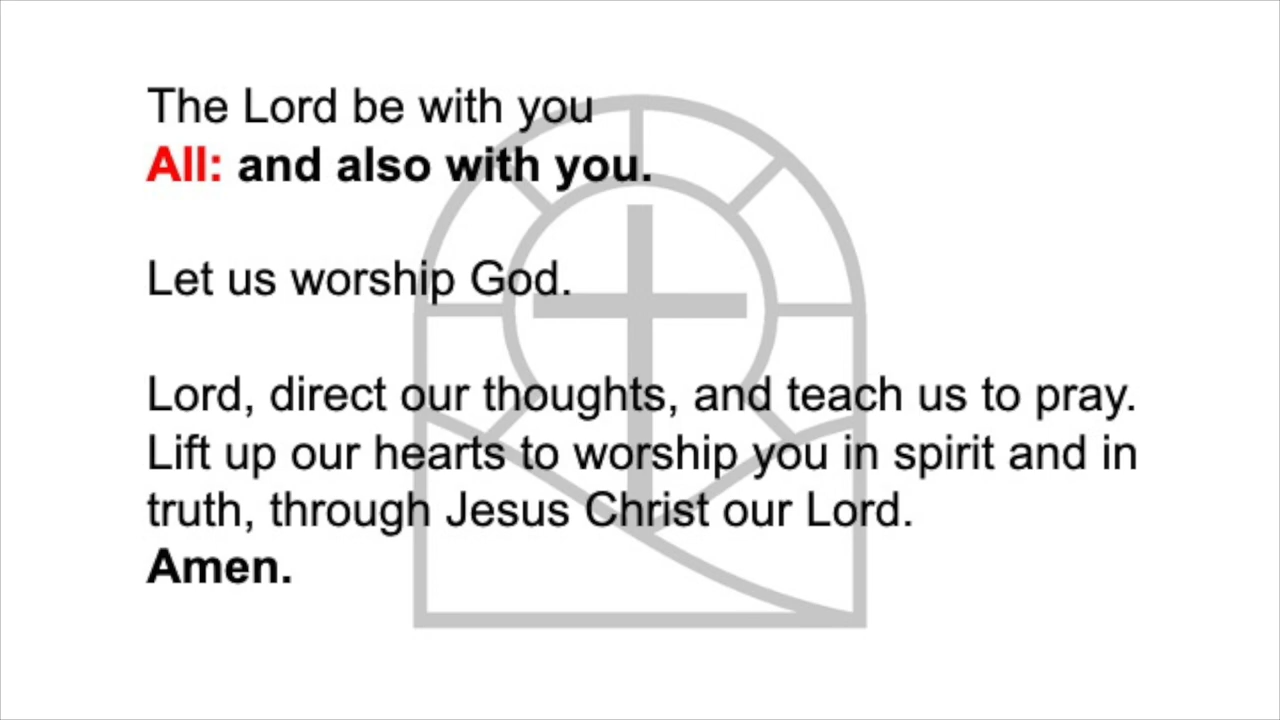 The Lord be with you
All: and also with you.
Let us worship God.
Lord, direct our thoughts, and teach us to pray.
Lift up our hearts to worship you in spirit and in
truth, through Jesus Christ our Lord.
Amen.